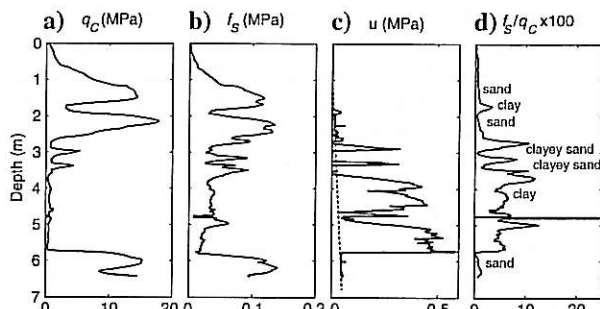 a) q_C (MPa) b) f_S (MPa) c) u (MPa) d) f_S/q_C x100
0
1
2
3
4
5
6
7
Depth (m)
sand
clay
sand
clayey sand
clayey sand
clay
sand
0 10 20 0 0.1 0.3 0 0.5 0 10 20